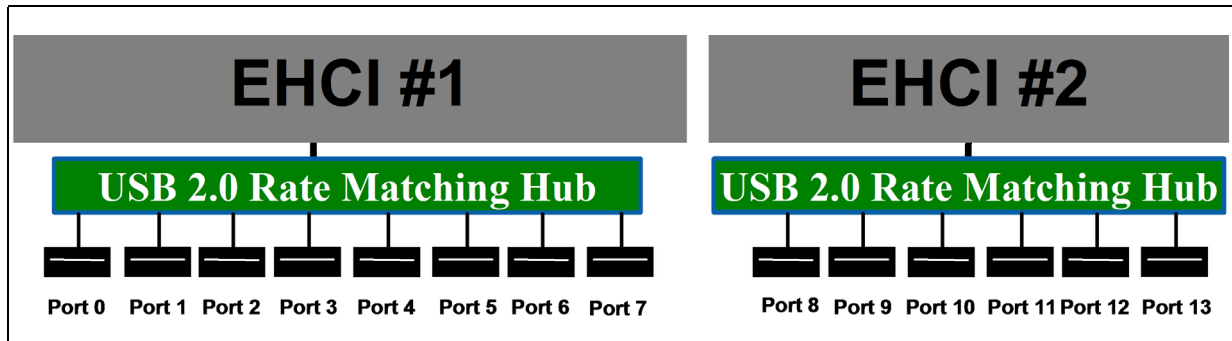 EHCI #1
EHCI #2
USB 2.0 Rate Matching Hub
USB 2.0 Rate Matching Hub
Port 0 Port 1 Port 2 Port 3 Port 4 Port 5 Port 6 Port 7
Port 8 Port 9 Port 10 Port 11 Port 12 Port 13